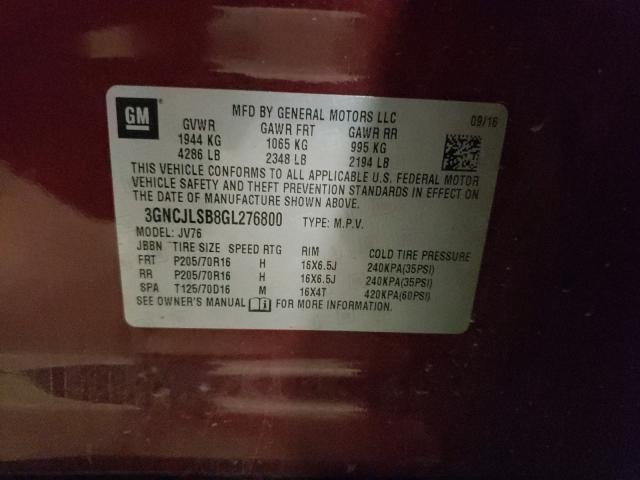 GM
MFD BY GENERAL MOTORS LLC 09/16
GVWR GAWR FRT GAWR RR
1944 KG 1065 KG 995 KG
4286 LB 2348 LB 2194 LB
THIS VEHICLE CONFORMS TO ALL APPLICABLE U.S. FEDERAL MOTOR
VEHICLE SAFETY AND THEFT PREVENTION STANDARDS IN EFFECT ON
THE DATE OF MANUFACTURE SHOWN ABOVE.
3GNCJLSB8GL276800 TYPE: M.P.V.
MODEL: JV76
JBBN TIRE SIZE SPEED RTG RIM COLD TIRE PRESSURE
FRT P205/70R16 H 16X6.5J 240KPA(35PSI)
RR P205/70R16 H 16X6.5J 240KPA(35PSI)
SPA T125/70D16 M 16X4T 420KPA(60PSI)
SEE OWNER'S MANUAL FOR MORE INFORMATION.